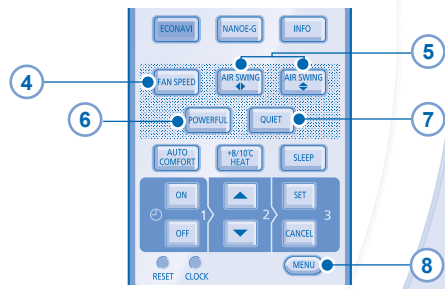 ECONAVI NANOE-G INFO
5
4 FAN SPEED AIR SWING AIR SWING
6 POWERFUL QUIET 7
AUTO COMFORT +8/10℃ HEAT SLEEP
ON 1 2 SET 3
OFF CANCEL
MENU 8
RESET CLOCK